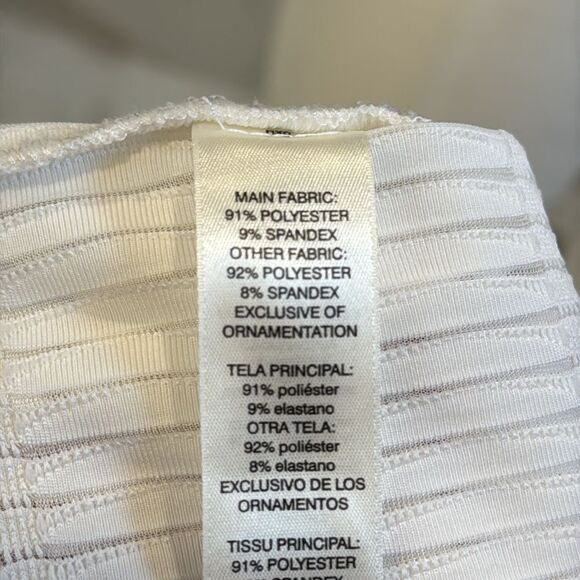 MAIN FABRIC:
91% POLYESTER
9% SPANDEX
OTHER FABRIC:
92% POLYESTER
8% SPANDEX
EXCLUSIVE OF
ORNAMENTATION
TELA PRINCIPAL:
91% poliéster
9% elastano
OTRA TELA:
92% poliéster
8% elastano
EXCLUSIVO DE LOS
ORNAMENTOS
TISSU PRINCIPAL:
91% POLYESTER
SPANDEX